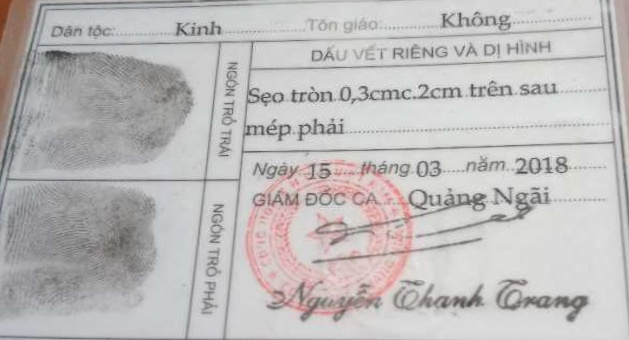 Dân tộc: Kinh Tôn giáo: Không
DẤU VẾT RIÊNG VÀ DỊ HÌNH
NGÓN TRỎ TRÁI
Sẹo tròn 0,3cmc.2cm trên sau
mép phải
Ngày 15 tháng 03 năm 2018
GIÁM ĐỐC CA Quảng Ngãi
NGÓN TRỎ PHẢI
Nguyễn Thanh Trang